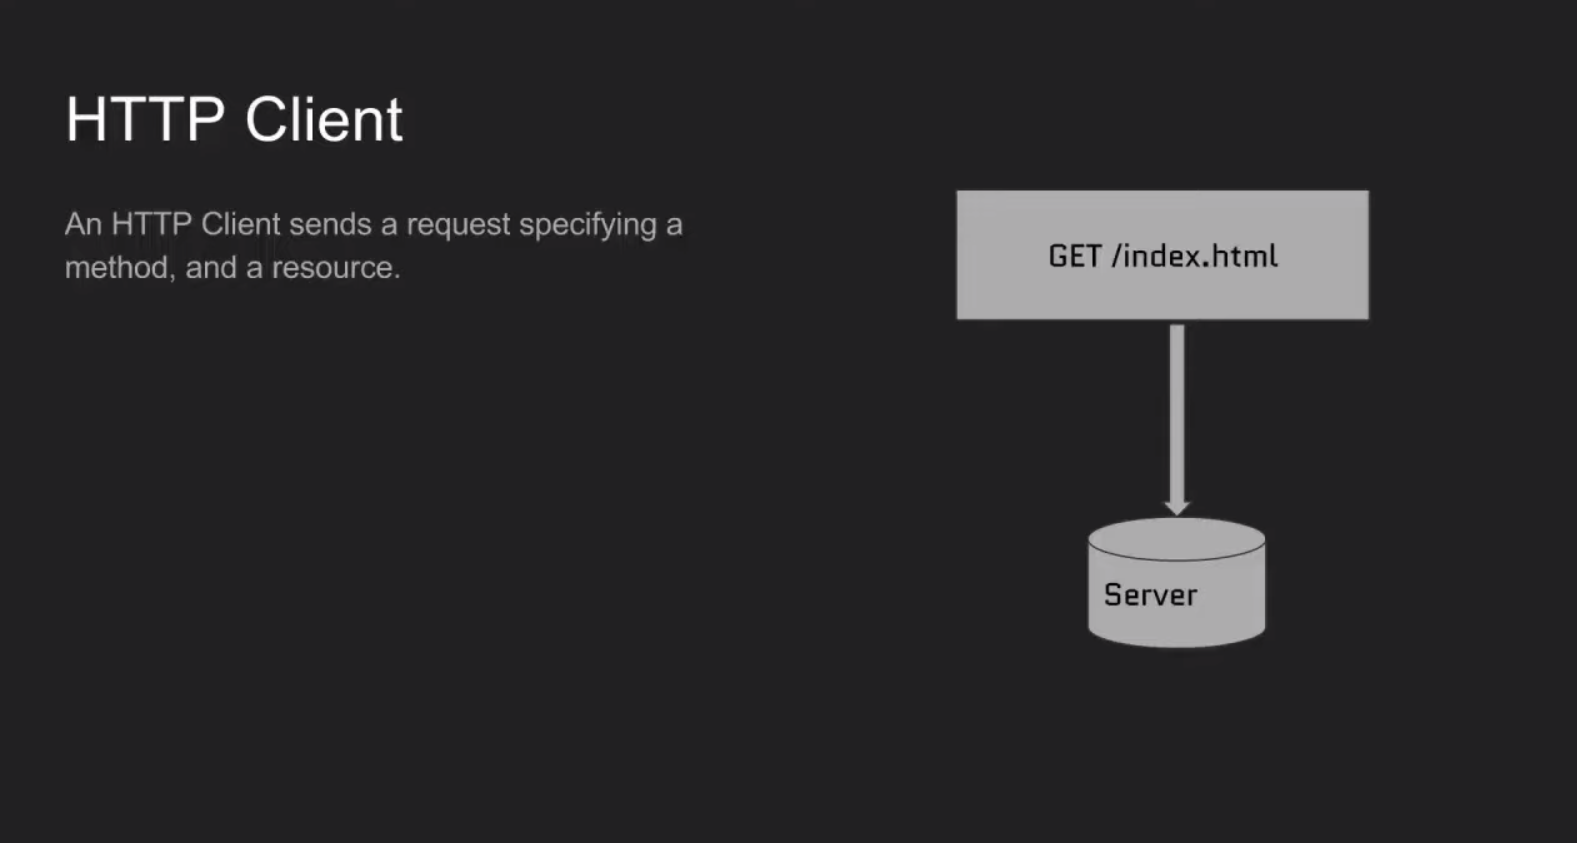 HTTP Client
An HTTP Client sends a request specifying a
method, and a resource.
GET /index.html
Server